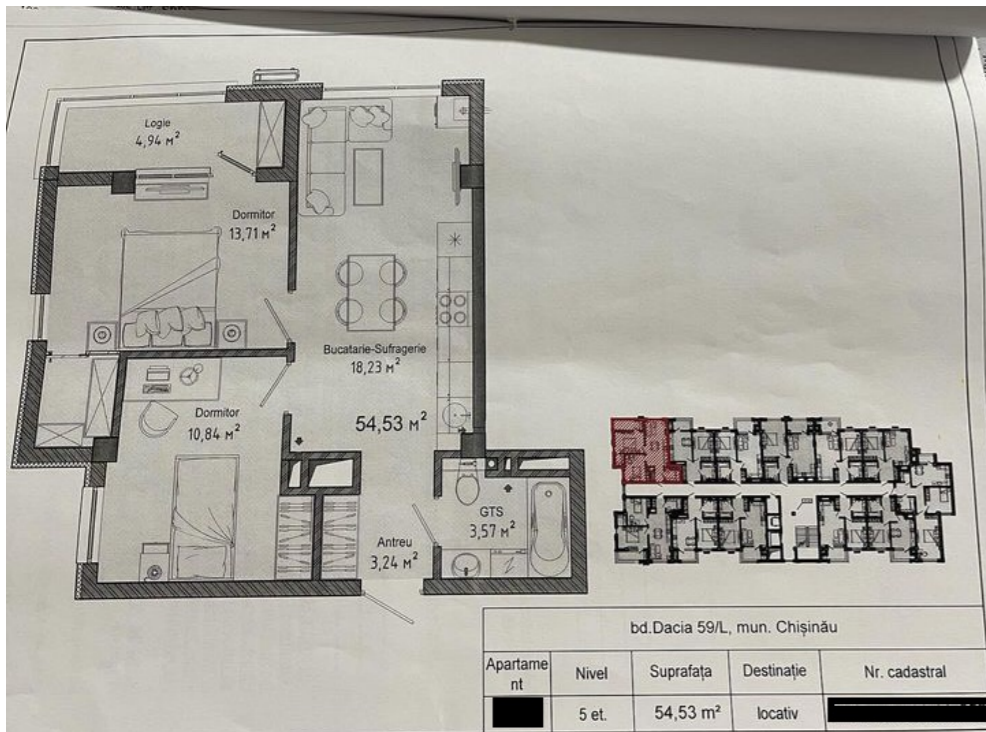 Logie
4,94 м²
Dormitor
13,71 м²
Bucatarie-Sufragerie
18,23 м²
54,53 м²
Dormitor
10,84 м²
GTS
3,57 м²
Antreu
3,24 м²
bd.Dacia 59/L, mun. Chișinău
Apartame
nt
Nivel
Suprafața
Destinație
Nr. cadastral
5 et.
54,53 m²
locativ